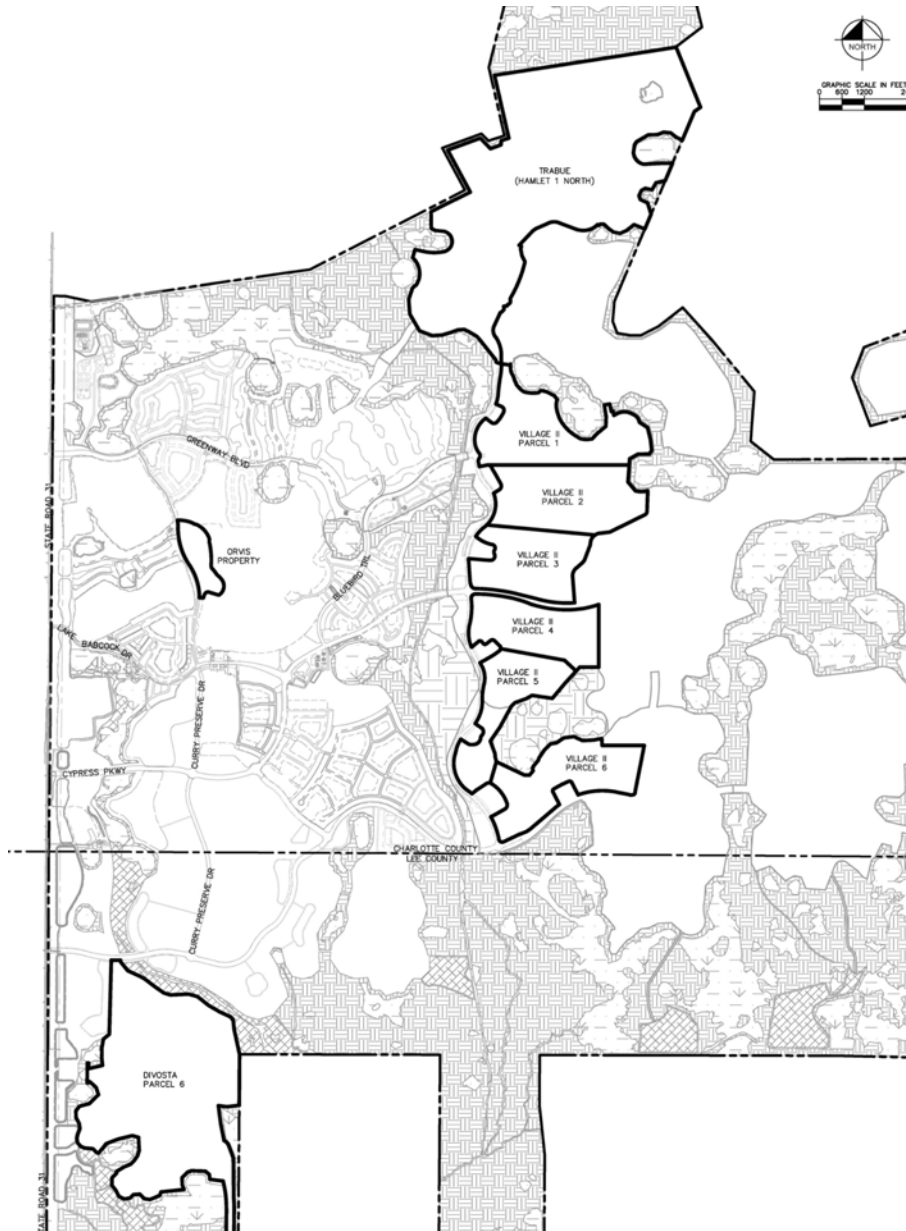 NORTH
GRAPHIC SCALE IN FEET
0 600 1200
TRABUE
(HAMLET 1 NORTH)
VILLAGE II
PARCEL 1
GREENWAY BLVD
STATE ROAD 31
VILLAGE II
PARCEL 2
ORVIS
PROPERTY
VILLAGE II
PARCEL 3
BLUEBIRD TRL
VILLAGE III
PARCEL 4
LAKE BABCOCK DR
VILLAGE II
PARCEL 5
CURRY PRESERVE DR
VILLAGE II
PARCEL 6
CYPRESS PKWY
CHARLOTTE COUNTY
LEE COUNTY
CURRY PRESERVE DR
DIVOSTA
PARCEL 6
STATE ROAD 31